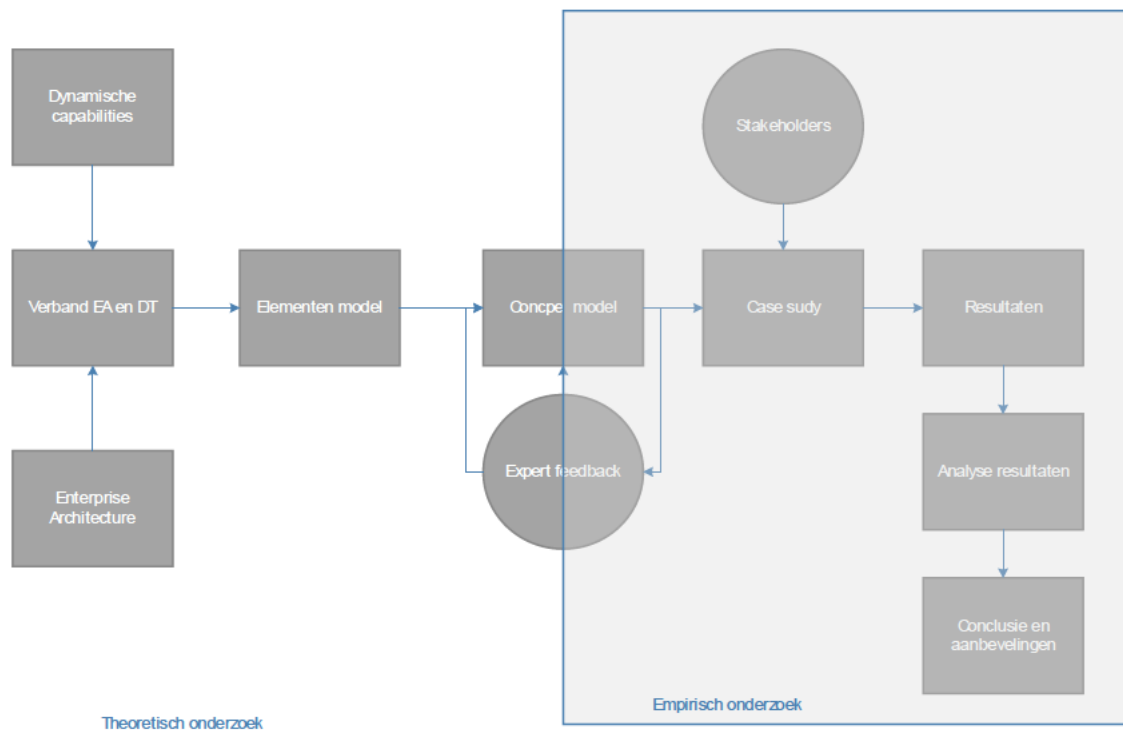 Dynamische
capabilities
Stakeholders
Verband EA en DT
Elementen model
Concpel model
Case sudy
Resultaten
Expert feedback
Analyse resultaten
Enterprise
Architecture
Conclusie en
aanbevelingen
Empirisch onderzoek
Theoretisch onderzoek